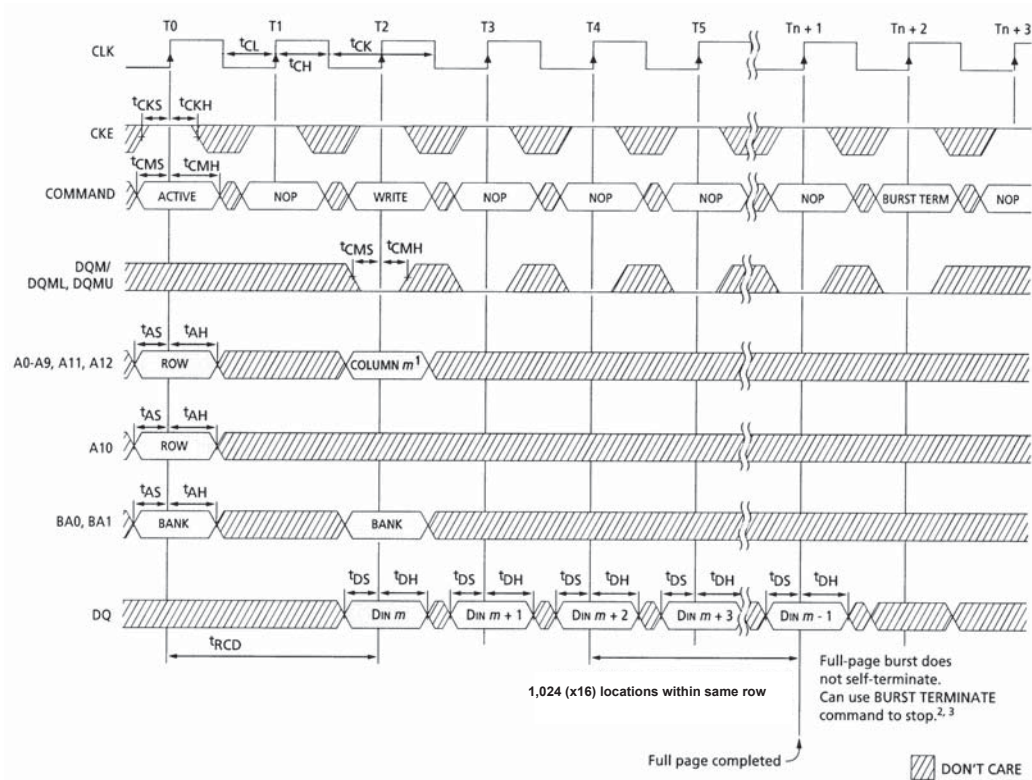 T0 T1 T2 T3 T4 T5 Tn + 1 Tn + 2 Tn + 3
CLK
tCL tCK
tCH
tCKS tCKH
CKE
tCMS tCMH
COMMAND ACTIVE NOP WRITE NOP NOP NOP NOP BURST TERM NOP
tCMS tCMH
DQM/
DQML, DQMU
tAS tAH
A0-A9, A11, A12 ROW COLUMN m1
tAS tAH
A10 ROW
tAS tAH
BA0, BA1 BANK BANK
tDS tDH tDS tDH tDS tDH tDS tDH tDS tDH
DQ DIN m DIN m + 1 DIN m + 2 DIN m + 3 DIN m - 1
tRCD
1,024 (x16) locations within same row
Full-page burst does
not self-terminate.
Can use BURST TERMINATE
command to stop.2, 3
Full page completed
DON'T CARE